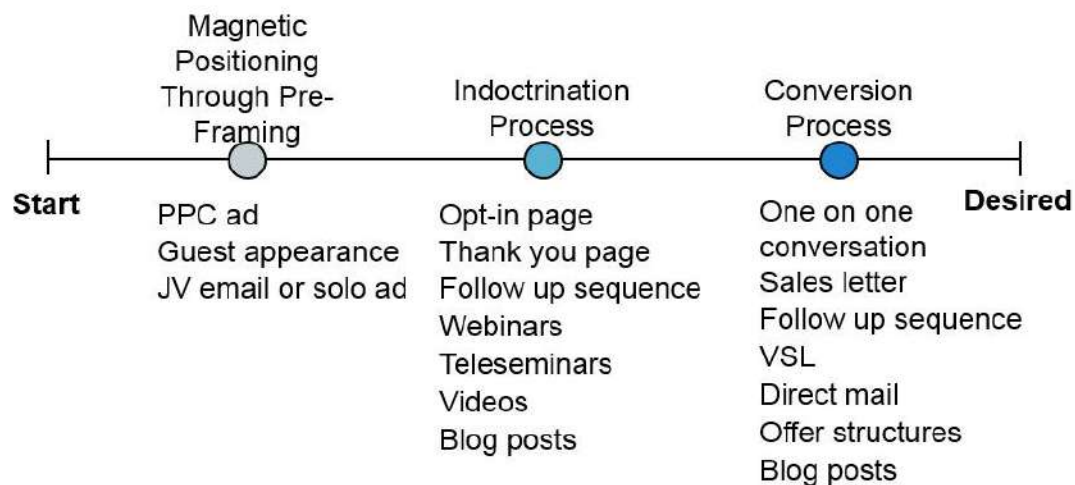 Magnetic
Positioning
Through Pre-
Framing
Indoctrination
Process
Conversion
Process
Start
Desired
PPC ad
Guest appearance
JV email or solo ad
Opt-in page
Thank you page
Follow up sequence
Webinars
Teleseminars
Videos
Blog posts
One on one
conversation
Sales letter
Follow up sequence
VSL
Direct mail
Offer structures
Blog posts